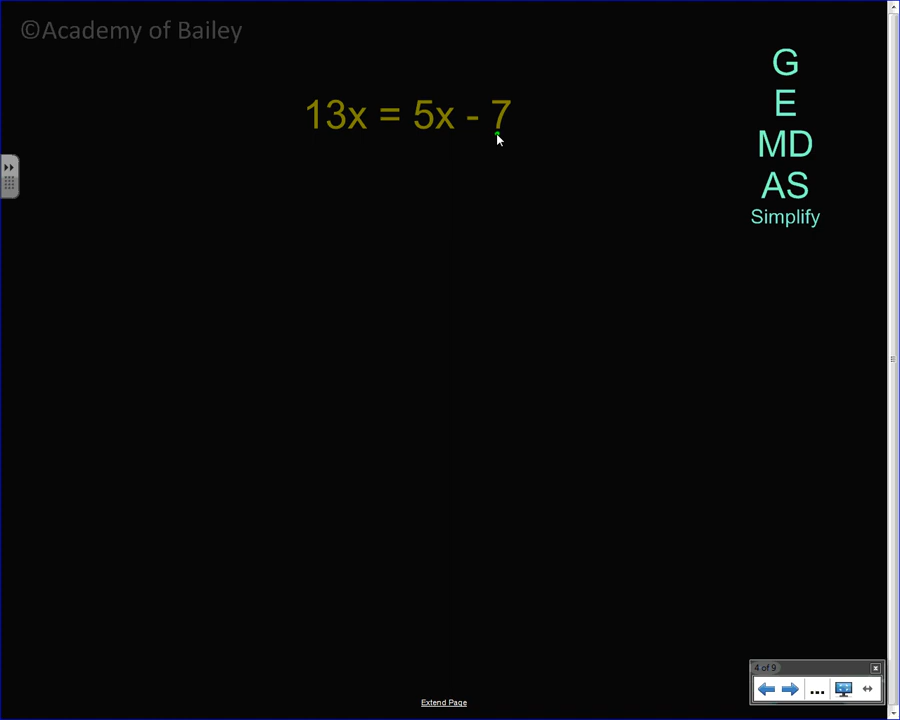 ©Academy of Bailey
13x = 5x - 7
G
E
MD
AS
Simplify
4 of 9
...
Extend Page